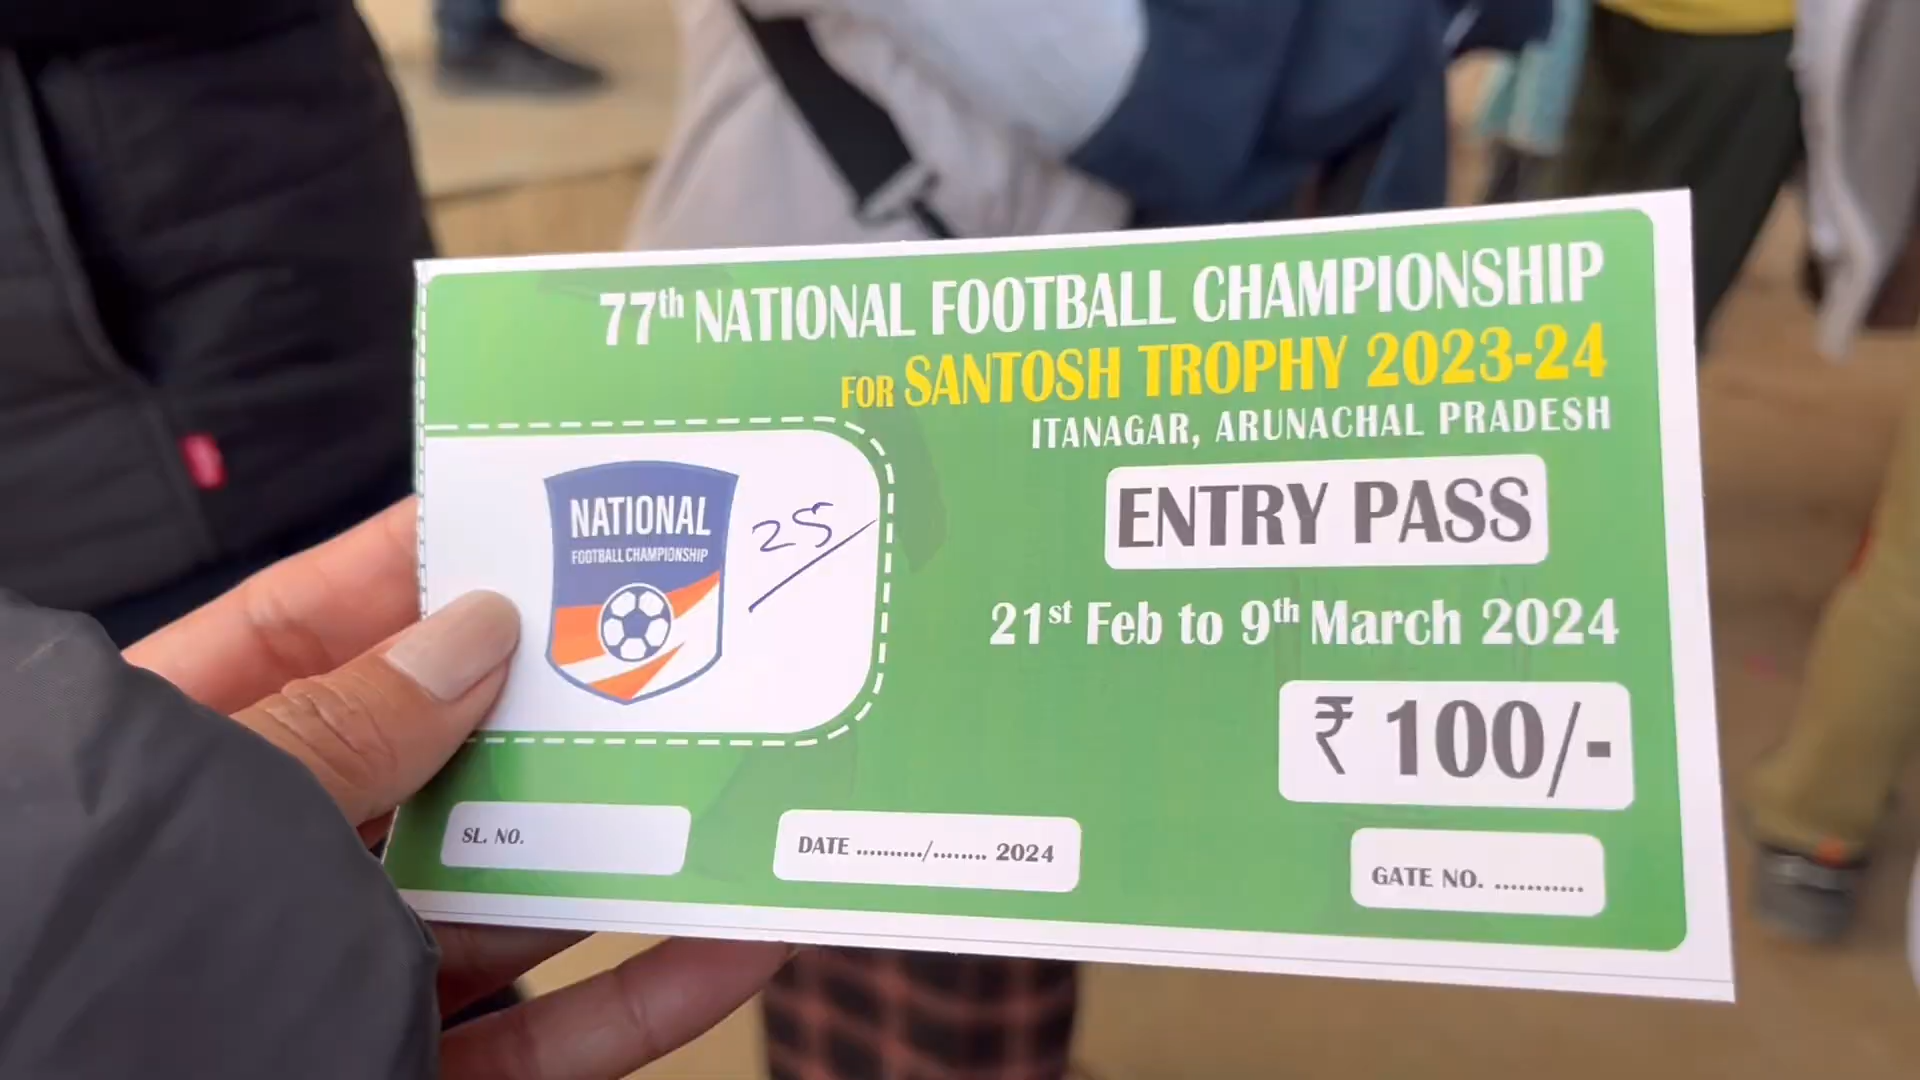 77th NATIONAL FOOTBALL CHAMPIONSHIP
FOR SANTOSH TROPHY 2023-24
ITANAGAR, ARUNACHAL PRADESH
ENTRY PASS
21st Feb to 9th March 2024
₹ 100/-
NATIONAL
FOOTBALL CHAMPIONSHIP
25
SL. NO.
DATE ........../........ 2024
GATE NO. ...........